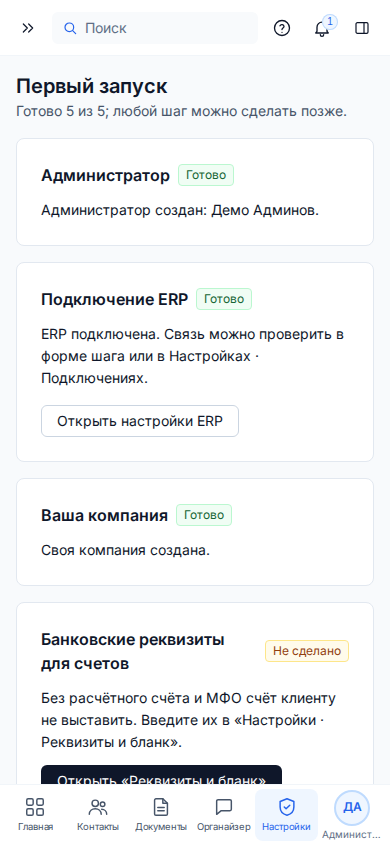 Поиск
1
Первый запуск
Готово 5 из 5; любой шаг можно сделать позже.
Администратор Готово
Администратор создан: Демо Админов.
Подключение ERP Готово
ERP подключена. Связь можно проверить в
форме шага или в Настройках ·
Подключениях.
Открыть настройки ERP
Ваша компания Готово
Своя компания создана.
Банковские реквизиты
для счетов
Не сделано
Без расчётного счёта и МФО счёт клиенту
не выставить. Введите их в «Настройки ·
Реквизиты и бланк».
Открыть «Реквизиты и бланк»
Главная Контакты Документы Органайзер Настройки
ДА
Админист...